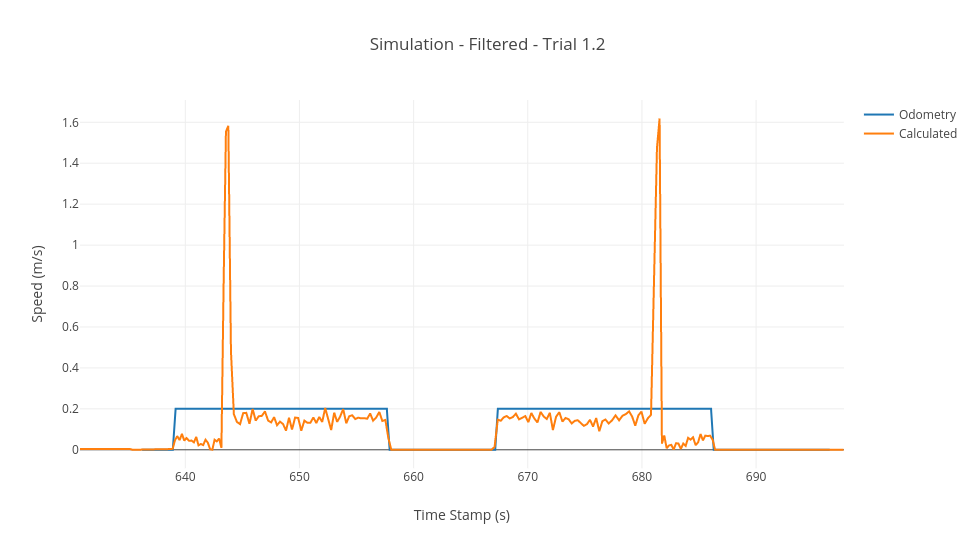 Simulation - Filtered - Trial 1.2
Odometry
Calculated
1.6
1.4
1.2
1
0.8
0.6
0.4
0.2
0
Speed (m/s)
640 650 660 670 680 690
Time Stamp (s)